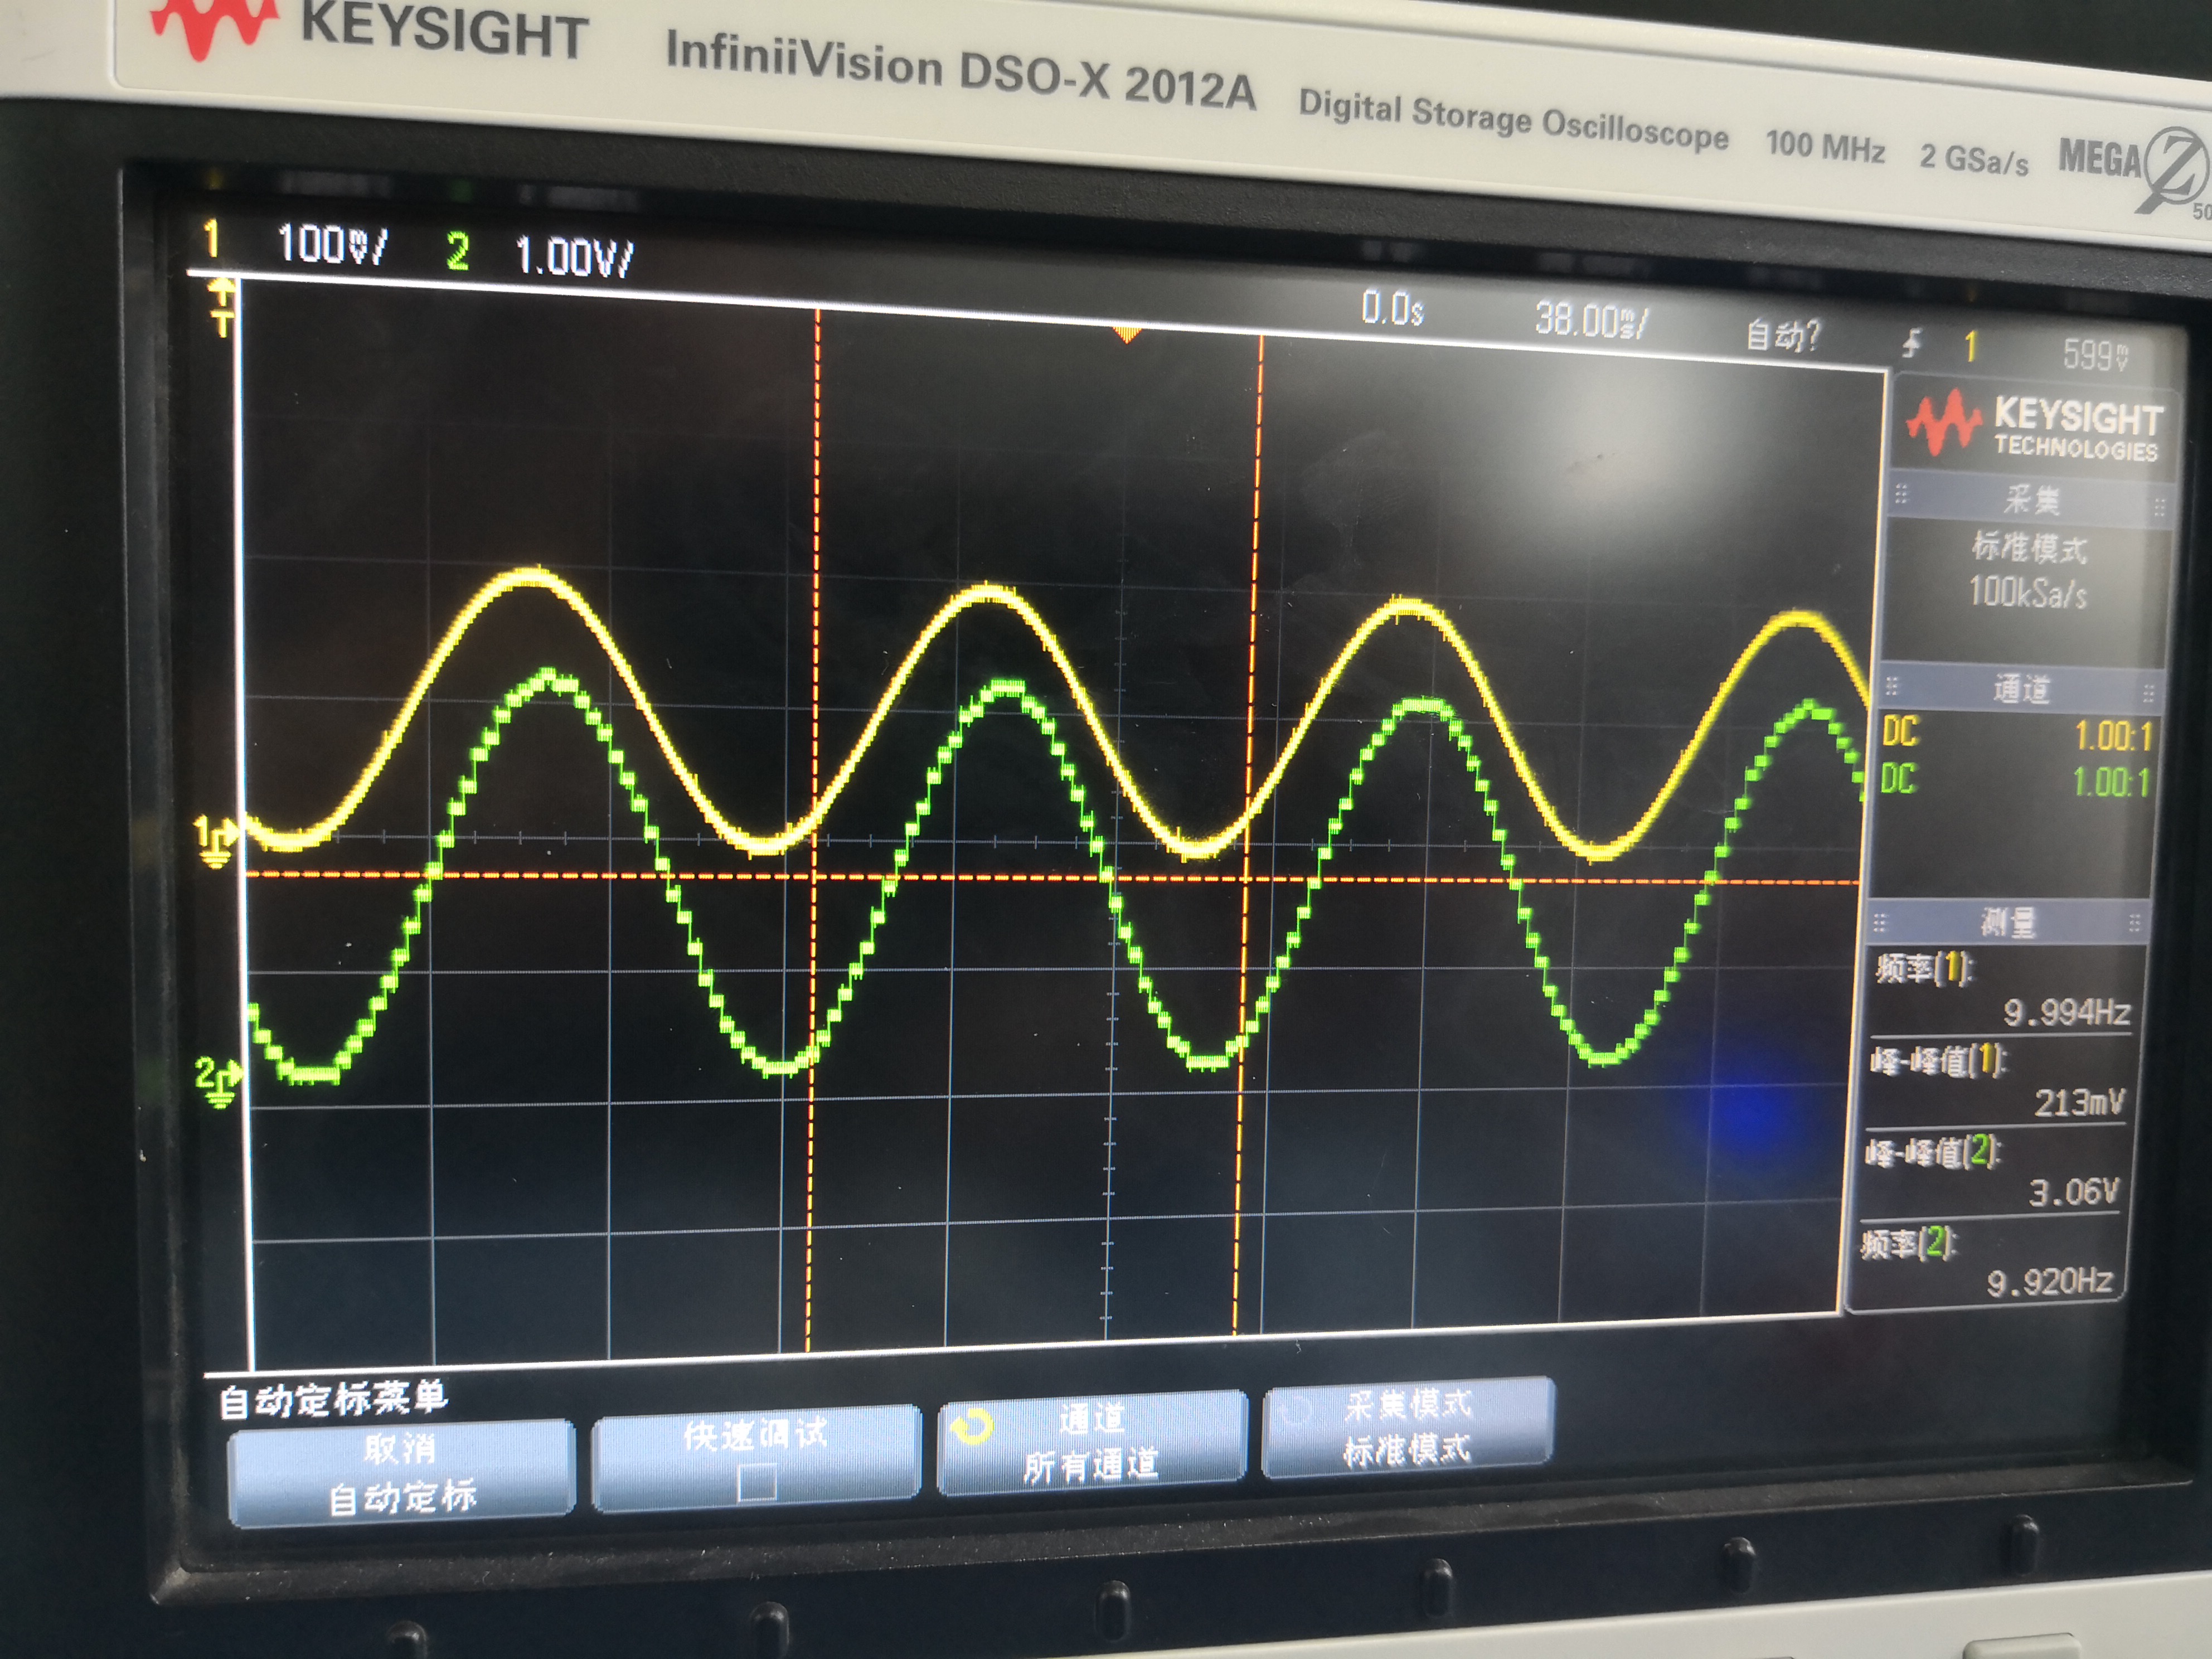 KEYSIGHT InfiniiVision DSO-X 2012A Digital Storage Oscilloscope 100 MHz 2 GSa/s MEGA Z
50
1 100mV/ 2 1.00V/ 0.0s 38.00ms/ 自动? 1 599mV
T
KEYSIGHT
TECHNOLOGIES
采集
标准模式
100kSa/s
通道
DC 1.00:1
DC 1.00:1
1
2
测量
频率(1):
9.994Hz
峰-峰值(1):
213mV
峰-峰值(2):
3.06V
频率(2):
9.920Hz
自动定标菜单
取消
自动定标
快速调试
通道
所有通道
采集模式
标准模式